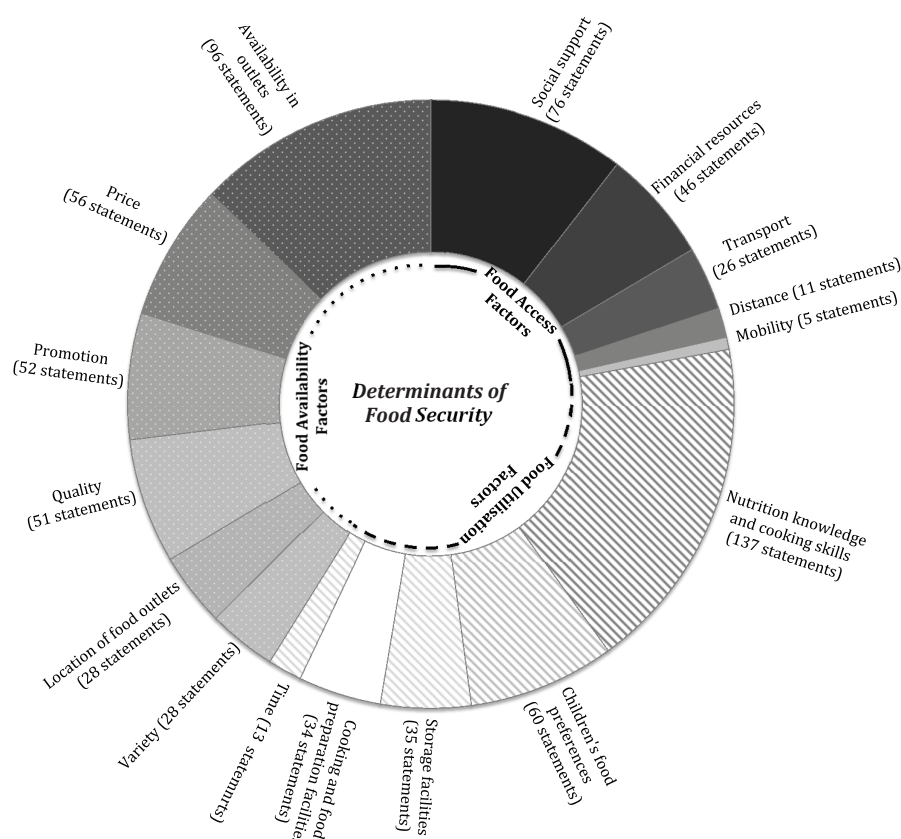 Social support
(76 statements)
Financial resources
(46 statements)
Transport
(26 statements)
Distance (11 statements)
Mobility (5 statements)
Nutrition knowledge
and cooking skills
(137 statements)
Children's food
preferences
(60 statements)
Storage facilities
(35 statements)
Cooking and food
preparation facilitie
(34 statements)
Time (13 statemnrts)
Variety (28 statements)
Location of food outlets
(28 statements)
Quality
(51 statements)
Promotion
(52 statements)
Price
(56 statements)
Availability in
outlets
(96 statements)
Food Access
Factors
Food Utilisation
Factors
Food Availability
Factors
Determinants of
Food Security